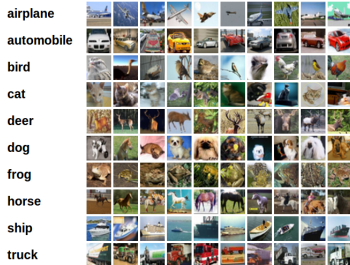 airplane
automobile
bird
cat
deer
dog
frog
horse
ship
truck